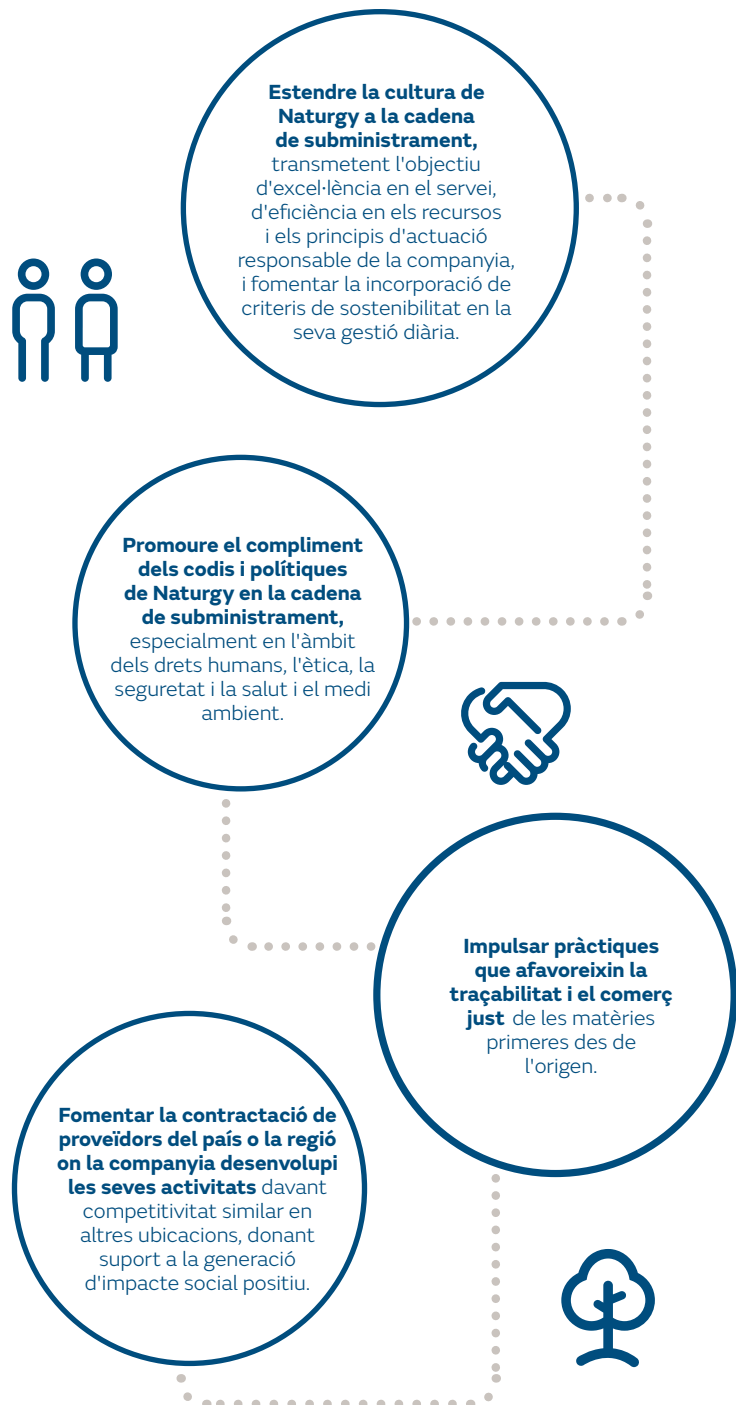 Estendre la cultura de
Naturgy a la cadena
de subministrament,
transmetent l'objectiu
d'excel·lència en el servei,
d'eficiència en els recursos
i els principis d'actuació
responsable de la companyia,
i fomentar la incorporació de
criteris de sostenibilitat en la
seva gestió diària.
Promoure el compliment
dels codis i polítiques
de Naturgy en la cadena
de subministrament,
especialment en l'àmbit
dels drets humans, l'ètica, la
seguretat i la salut i el medi
ambient.
Impulsar pràctiques
que afavoreixin la
traçabilitat i el comerç
just de les matèries
primeres des de
l'origen.
Fomentar la contractació de
proveïdors del país o la regió
on la companyia desenvolupi
les seves activitats davant
competitivitat similar en
altres ubicacions, donant
suport a la generació
d'impacte social positiu.